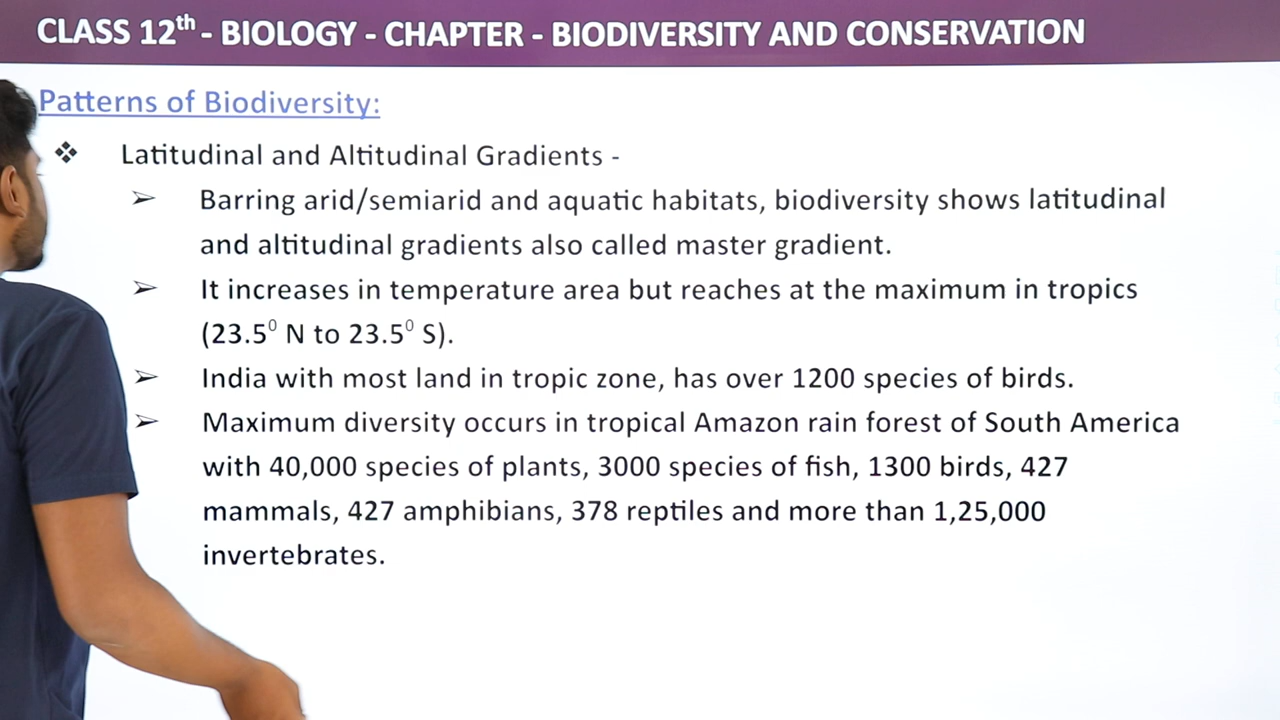 CLASS 12th - BIOLOGY - CHAPTER - BIODIVERSITY AND CONSERVATION
Patterns of Biodiversity:
❖ Latitudinal and Altitudinal Gradients -
➢ Barring arid/semiarid and aquatic habitats, biodiversity shows latitudinal
and altitudinal gradients also called master gradient.
➢ It increases in temperature area but reaches at the maximum in tropics
(23.5⁰ N to 23.5⁰ S).
➢ India with most land in tropic zone, has over 1200 species of birds.
➢ Maximum diversity occurs in tropical Amazon rain forest of South America
with 40,000 species of plants, 3000 species of fish, 1300 birds, 427
mammals, 427 amphibians, 378 reptiles and more than 1,25,000
invertebrates.